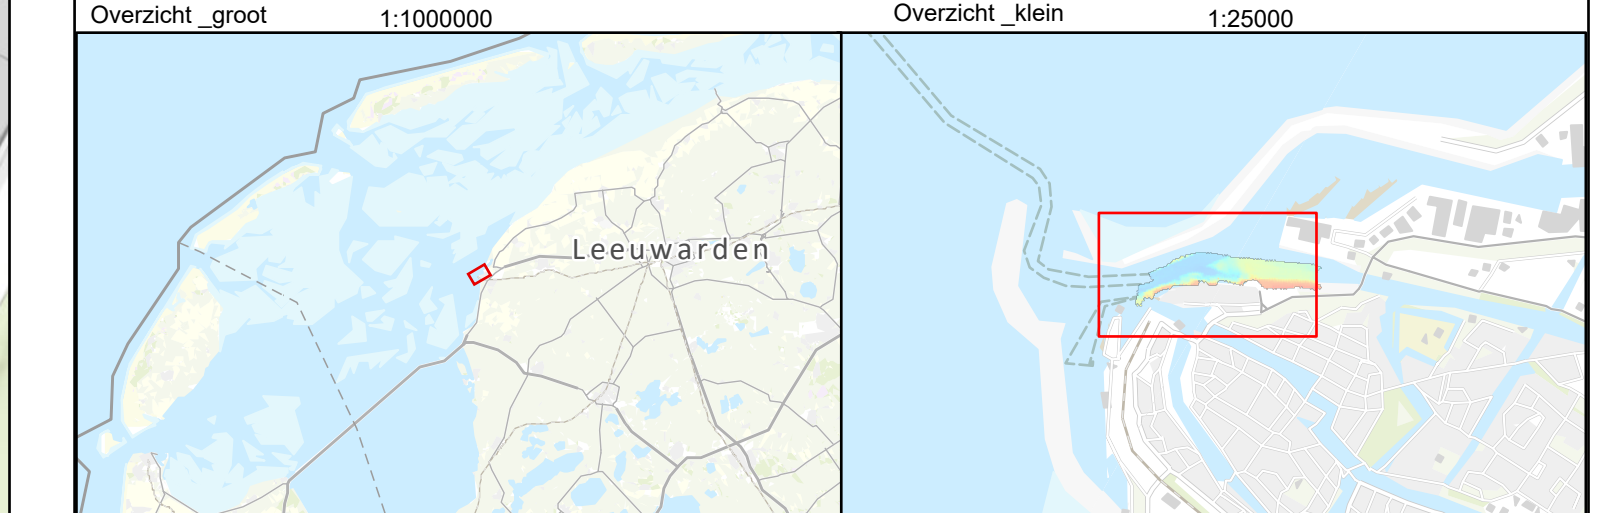 Overzicht _groot 1:1000000
Overzicht _klein 1:25000
Leeuwarden